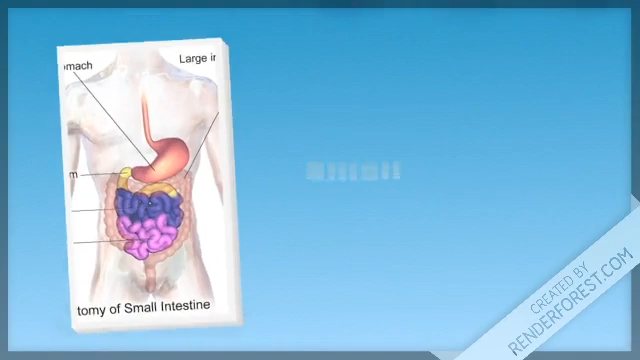 omach
Large ir
m
tomy of Small Intestine
CREATED BY
RENDERFOREST.COM